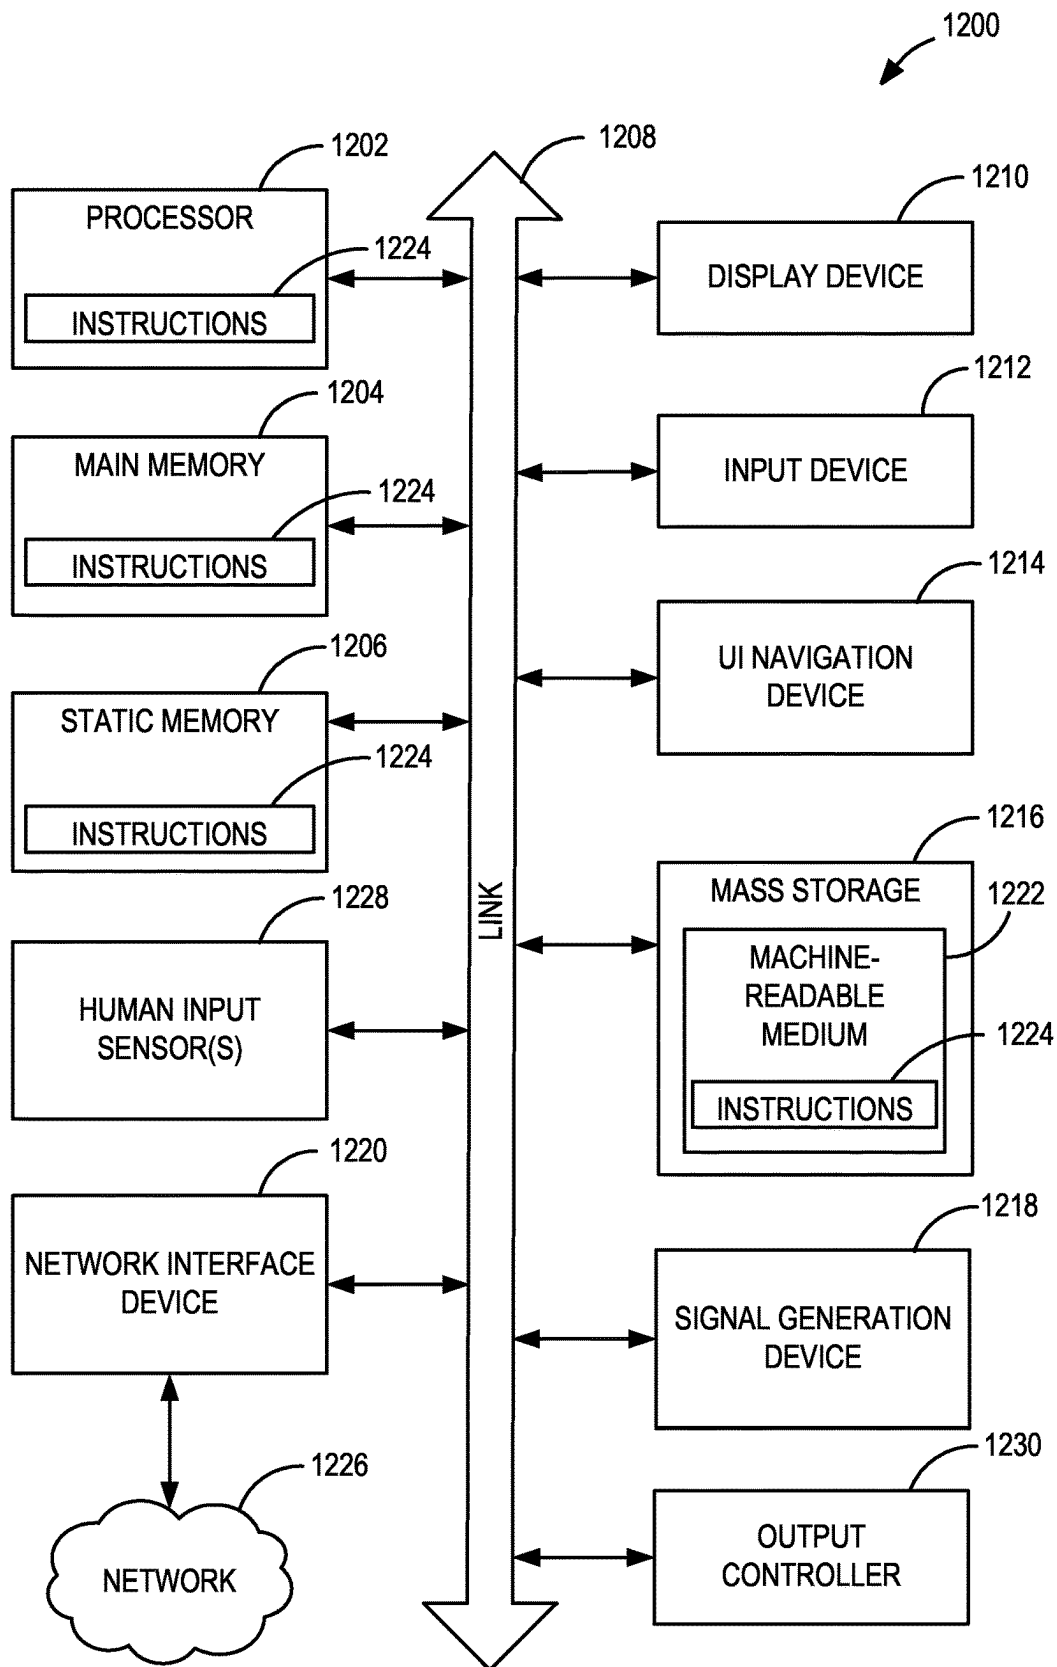 1200
1202
PROCESSOR
1224
INSTRUCTIONS
1204
MAIN MEMORY
1224
INSTRUCTIONS
1206
STATIC MEMORY
1224
INSTRUCTIONS
1228
HUMAN INPUT
SENSOR(S)
1220
NETWORK INTERFACE
DEVICE
1226
NETWORK
1208
LINK
1210
DISPLAY DEVICE
1212
INPUT DEVICE
1214
UI NAVIGATION
DEVICE
1216
MASS STORAGE
1222
MACHINE-
READABLE
MEDIUM
1224
INSTRUCTIONS
1218
SIGNAL GENERATION
DEVICE
1230
OUTPUT
CONTROLLER